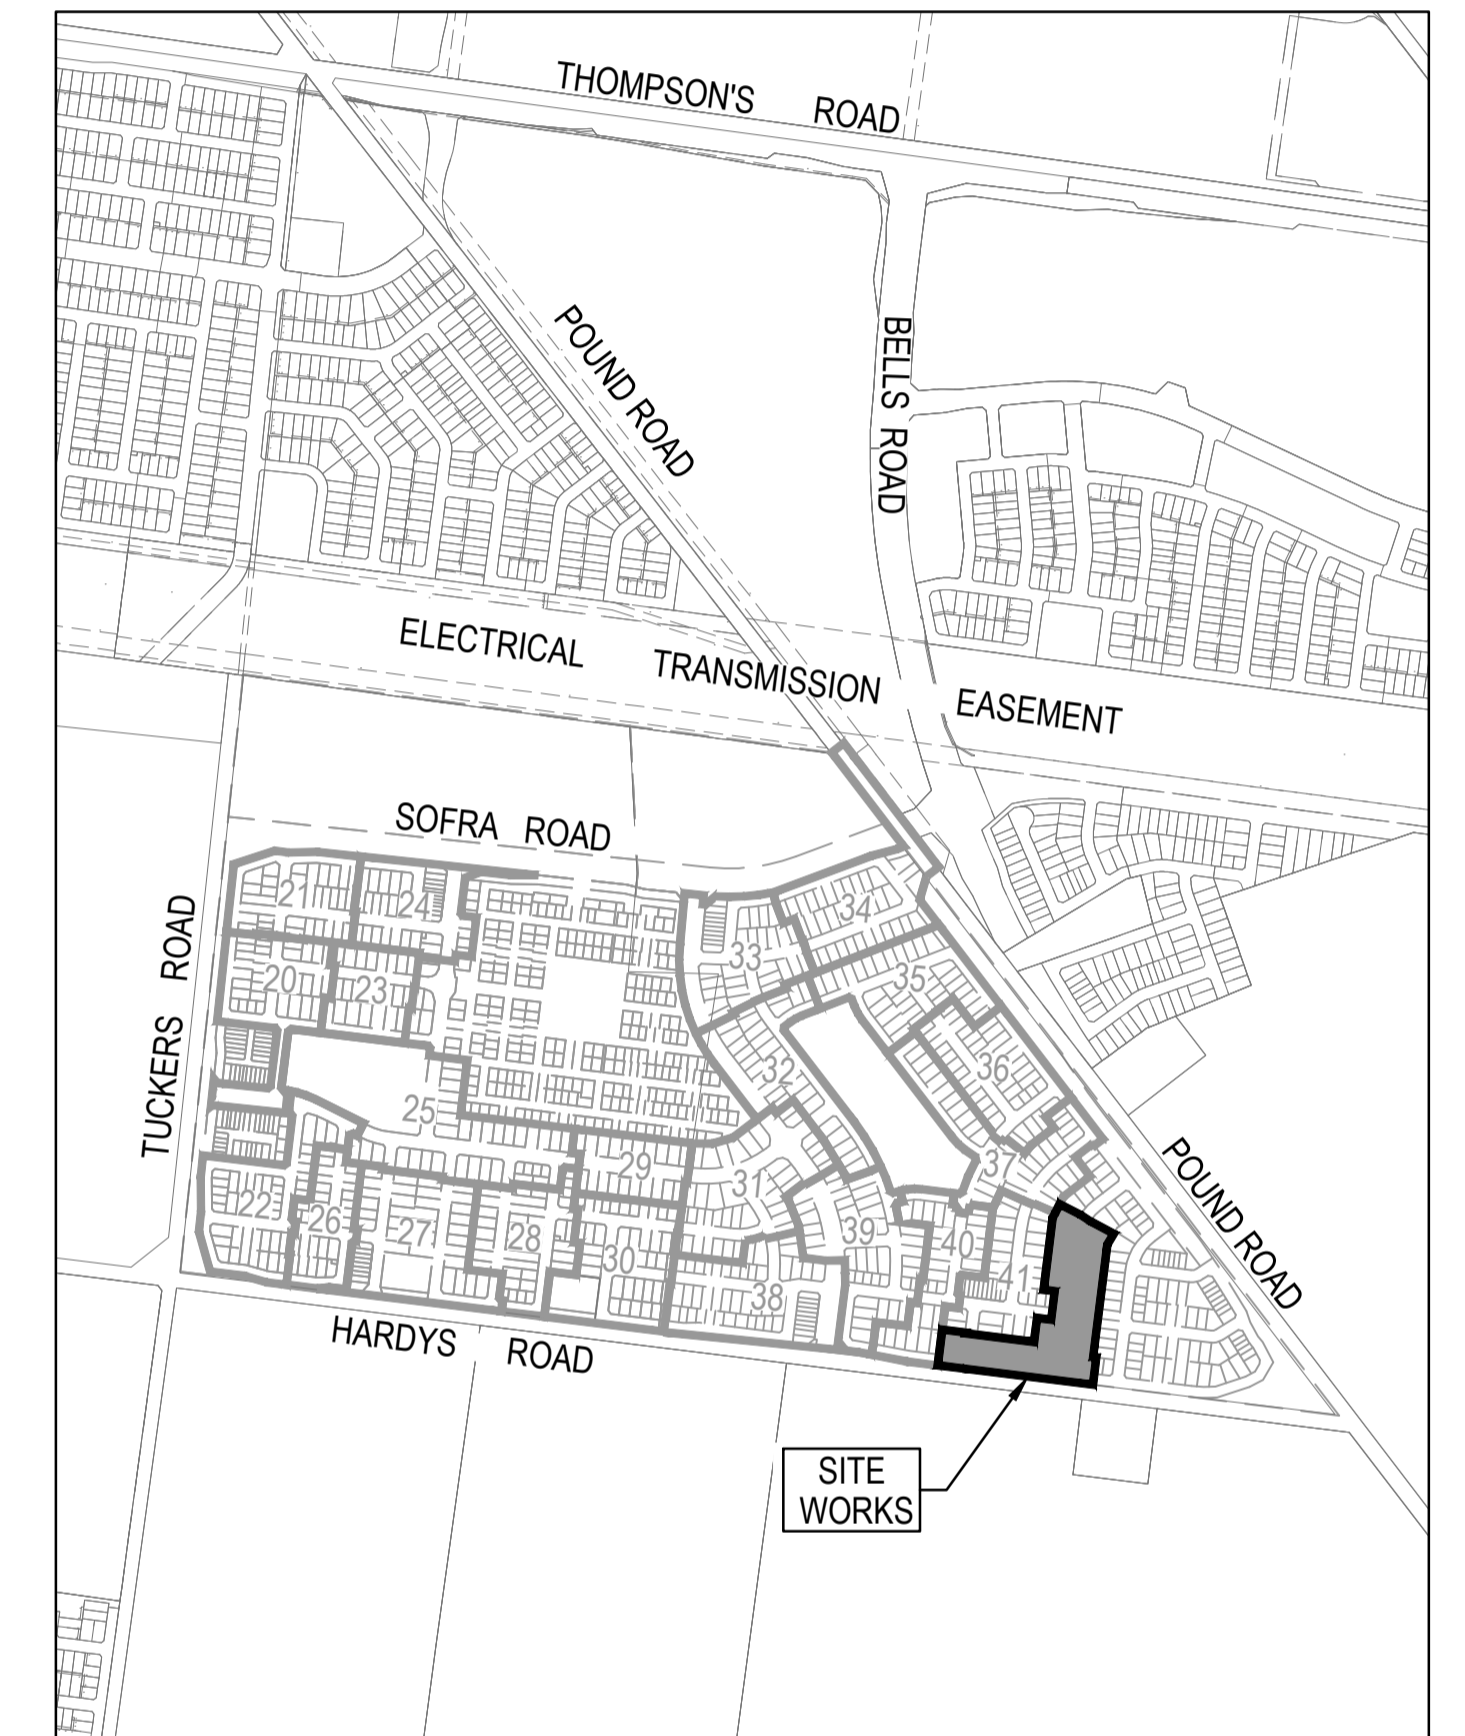 THOMPSON'S ROAD
POUND ROAD
BELLS ROAD
ELECTRICAL TRANSMISSION EASEMENT
SOFRA ROAD
TUCKERS ROAD
21
24
34
33
35
20
23
32
36
25
29
31
37
22
26
27
28
30
39
40
41
38
POUND ROAD
HARDYS ROAD
SITE
WORKS